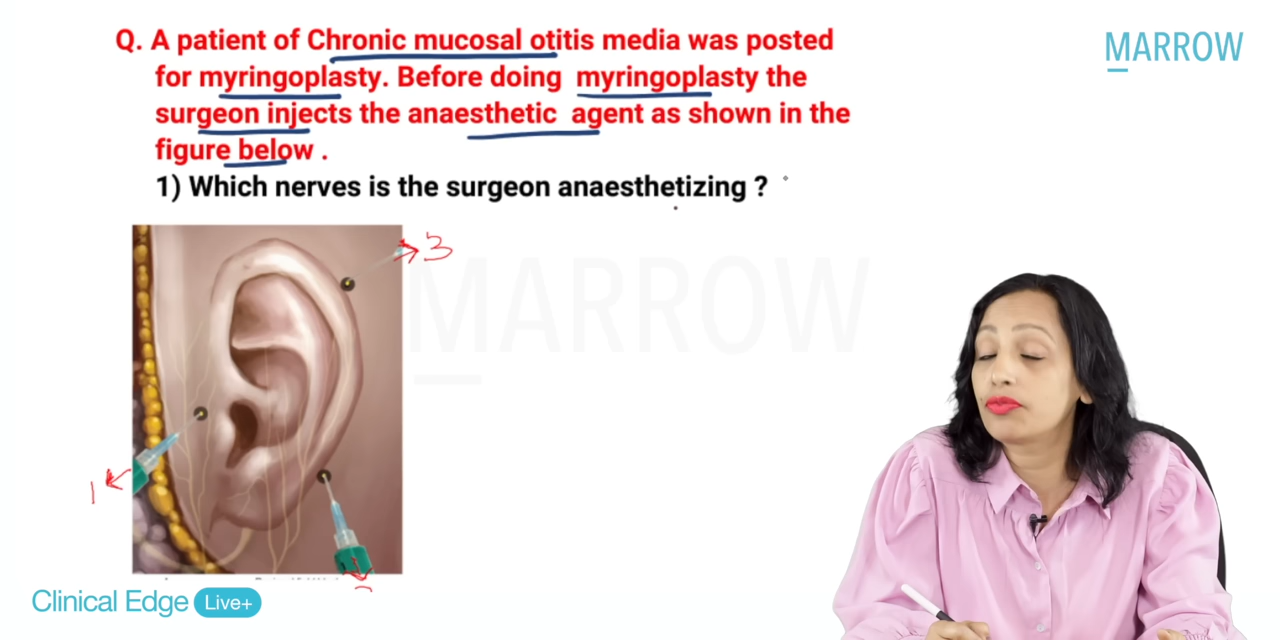 MARROW
Q. A patient of Chronic mucosal otitis media was posted
for myringoplasty. Before doing myringoplasty the
surgeon injects the anaesthetic agent as shown in the
figure below .
1) Which nerves is the surgeon anaesthetizing ?
3
MARROW
1
Clinical Edge Live+